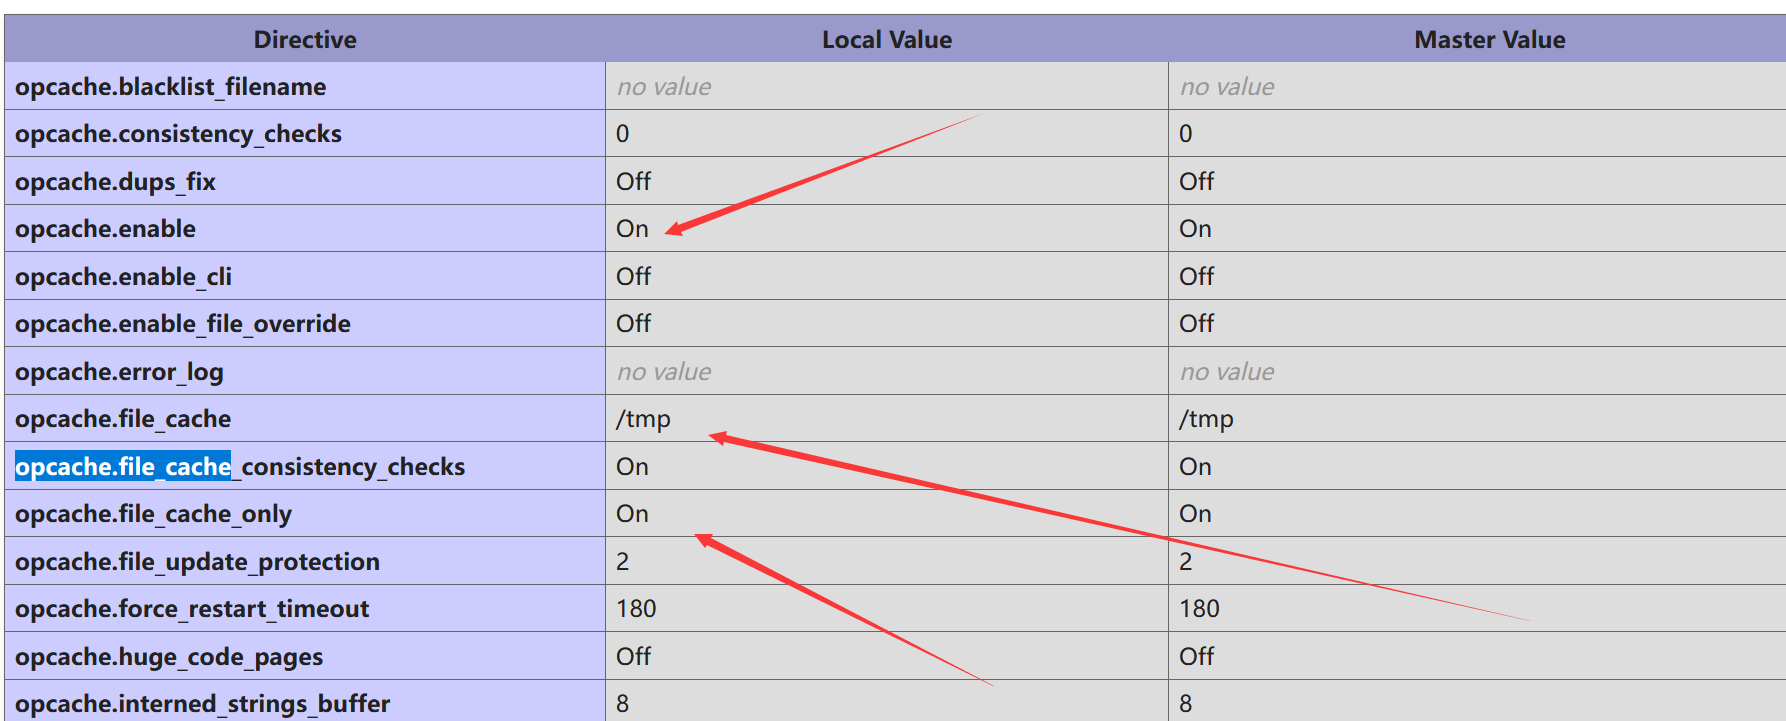 Directive Local Value Master Value
opcache.blacklist_filename no value no value
opcache.consistency_checks 0 0
opcache.dups_fix Off Off
opcache.enable On On
opcache.enable_cli Off Off
opcache.enable_file_override Off Off
opcache.error_log no value no value
opcache.file_cache /tmp /tmp
opcache.file_cache_consistency_checks On On
opcache.file_cache_only On On
opcache.file_update_protection 2 2
opcache.force_restart_timeout 180 180
opcache.huge_code_pages Off Off
opcache.interned_strings_buffer 8 8